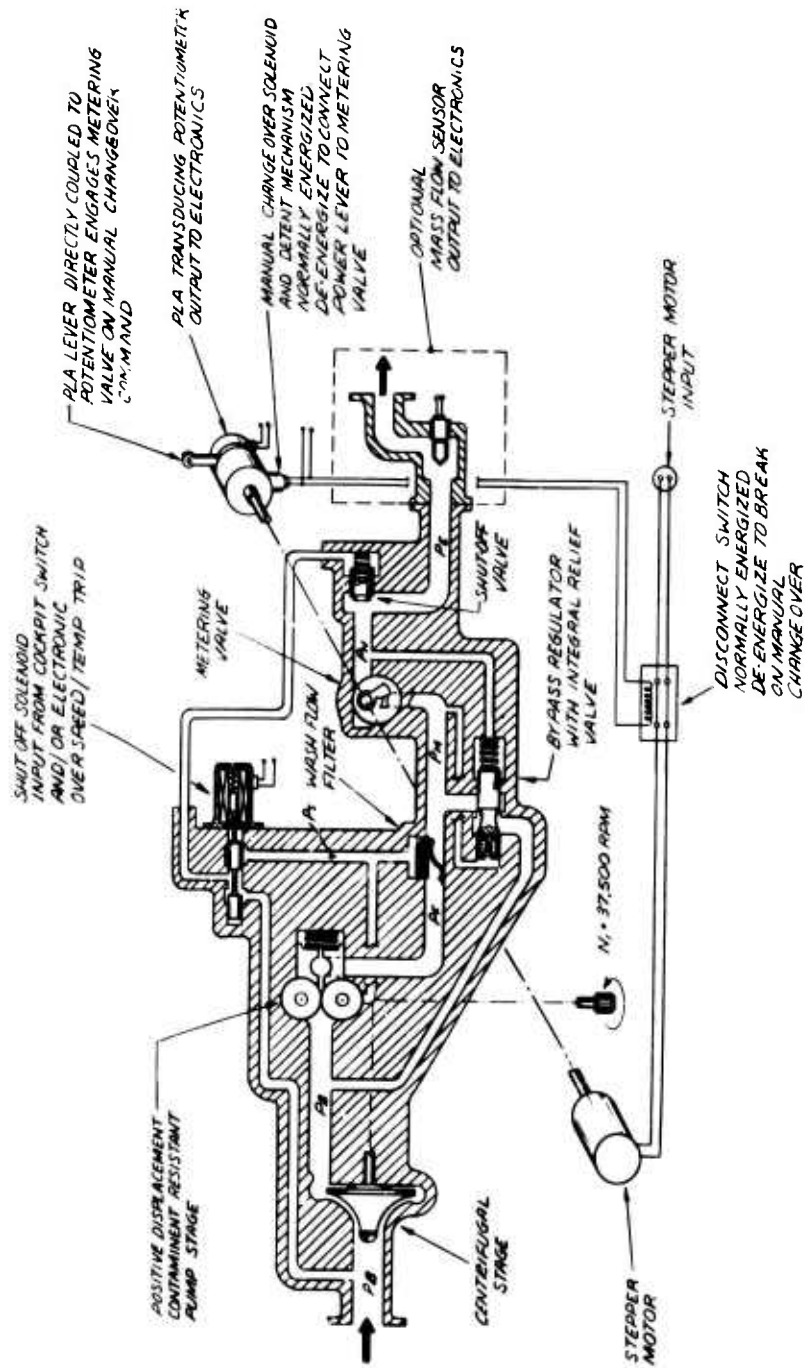 PLA LEVER DIRECTLY COUPLED TO
POTENTIOMETER ENGAGES METERING
VALVE ON MANUAL CHANGEOVER
COMMAND
PLA TRANSDUCING POTENTIOMETER
OUTPUT TO ELECTRONICS
MANUAL CHANGE OVER SOLENOID
AND DETENT MECHANISM
NORMALLY ENERGIZED
DE-ENERGIZE TO CONNECT
POWER LEVER TO METERING
VALVE
OPTIONAL
MASS FLOW SENSOR
OUTPUT TO ELECTRONICS
STEPPER MOTOR
INPUT
SHUT OFF SOLENOID
INPUT FROM COCKPIT SWITCH
AND/OR ELECTRONIC
OVER SPEED/TEMP TRIP
METERING
VALVE
WASH FLOW
FILTER
SHUT-OFF
VALVE
BYPASS REGULATOR
WITH INTEGRAL RELIEF
VALVE
DISCONNECT SWITCH
NORMALLY ENERGIZED
DE-ENERGIZE TO BREAK
ON MANUAL
CHANGE OVER
POSITIVE DISPLACEMENT
CONTAMINENT RESISTANT
PUMP STAGE
CENTRIFUGAL
STAGE
STEPPER
MOTOR
N, = 37,500 RPM
PB